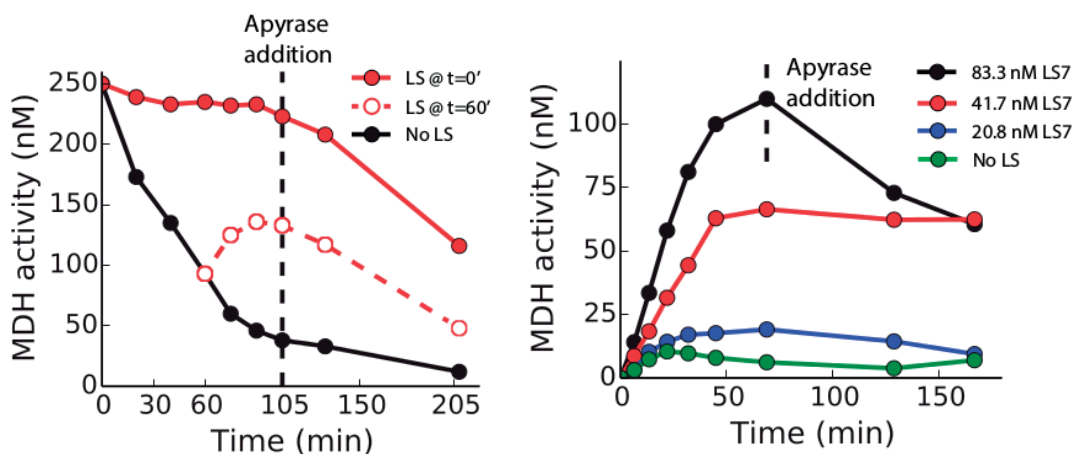 Apyrase
addition
LS @ t=0'
LS @ t=60'
No LS
MDH activity (nM)
250
200
150
100
50
0
0 30 60 105 150 205
Time (min)
Apyrase
addition
83.3 nM LS7
41.7 nM LS7
20.8 nM LS7
No LS
MDH activity (nM)
100
75
50
25
0
0 50 100 150
Time (min)